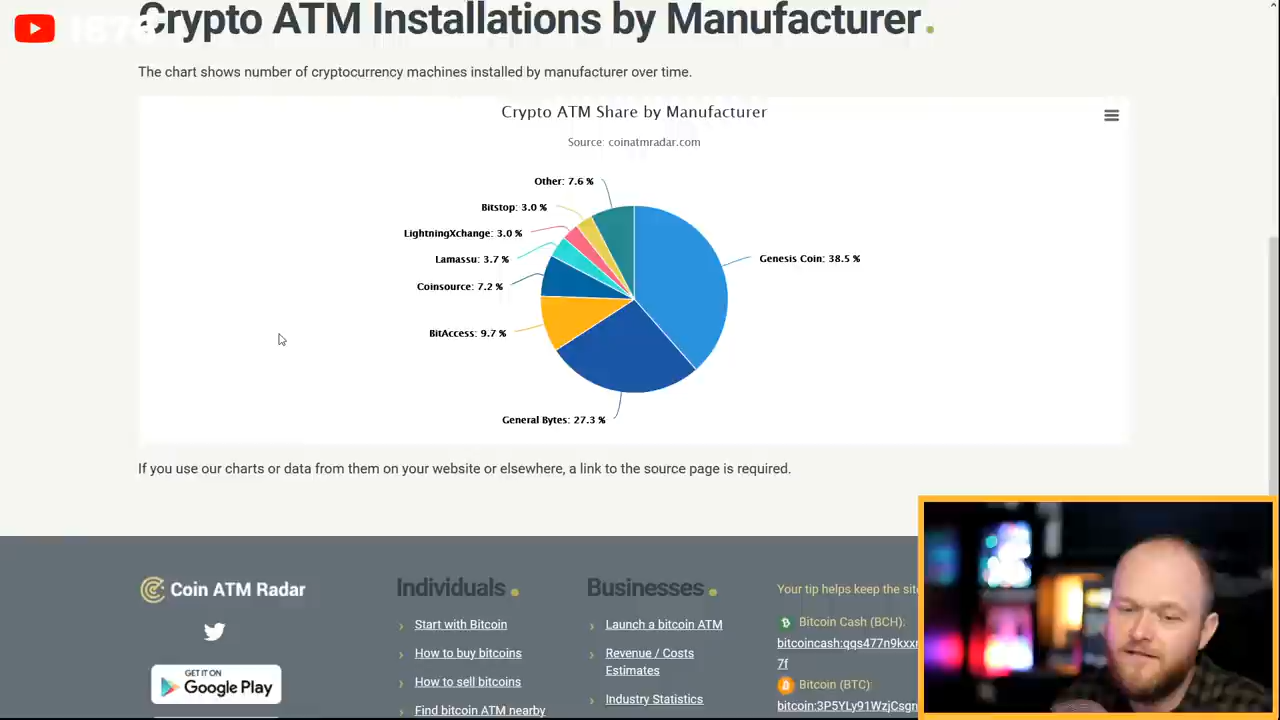 Crypto ATM Installations by Manufacturer.
The chart shows number of cryptocurrency machines installed by manufacturer over time.
Crypto ATM Share by Manufacturer
Source: coinatmradar.com
Other: 7.6 %
Bitstop: 3.0 %
LightningXchange: 3.0 %
Lamassu: 3.7 %
Genesis Coin: 38.5 %
Coinsource: 7.2 %
BitAccess: 9.7 %
General Bytes: 27.3 %
If you use our charts or data from them on your website or elsewhere, a link to the source page is required.
Coin ATM Radar
GET IT ON
Google Play
Individuals.
Start with Bitcoin
How to buy bitcoins
How to sell bitcoins
Find bitcoin ATM nearby
Businesses.
Launch a bitcoin ATM
Revenue / Costs
Estimates
Industry Statistics
Your tip helps keep the
Bitcoin Cash (BCH):
7f
Bitcoin (BTC):